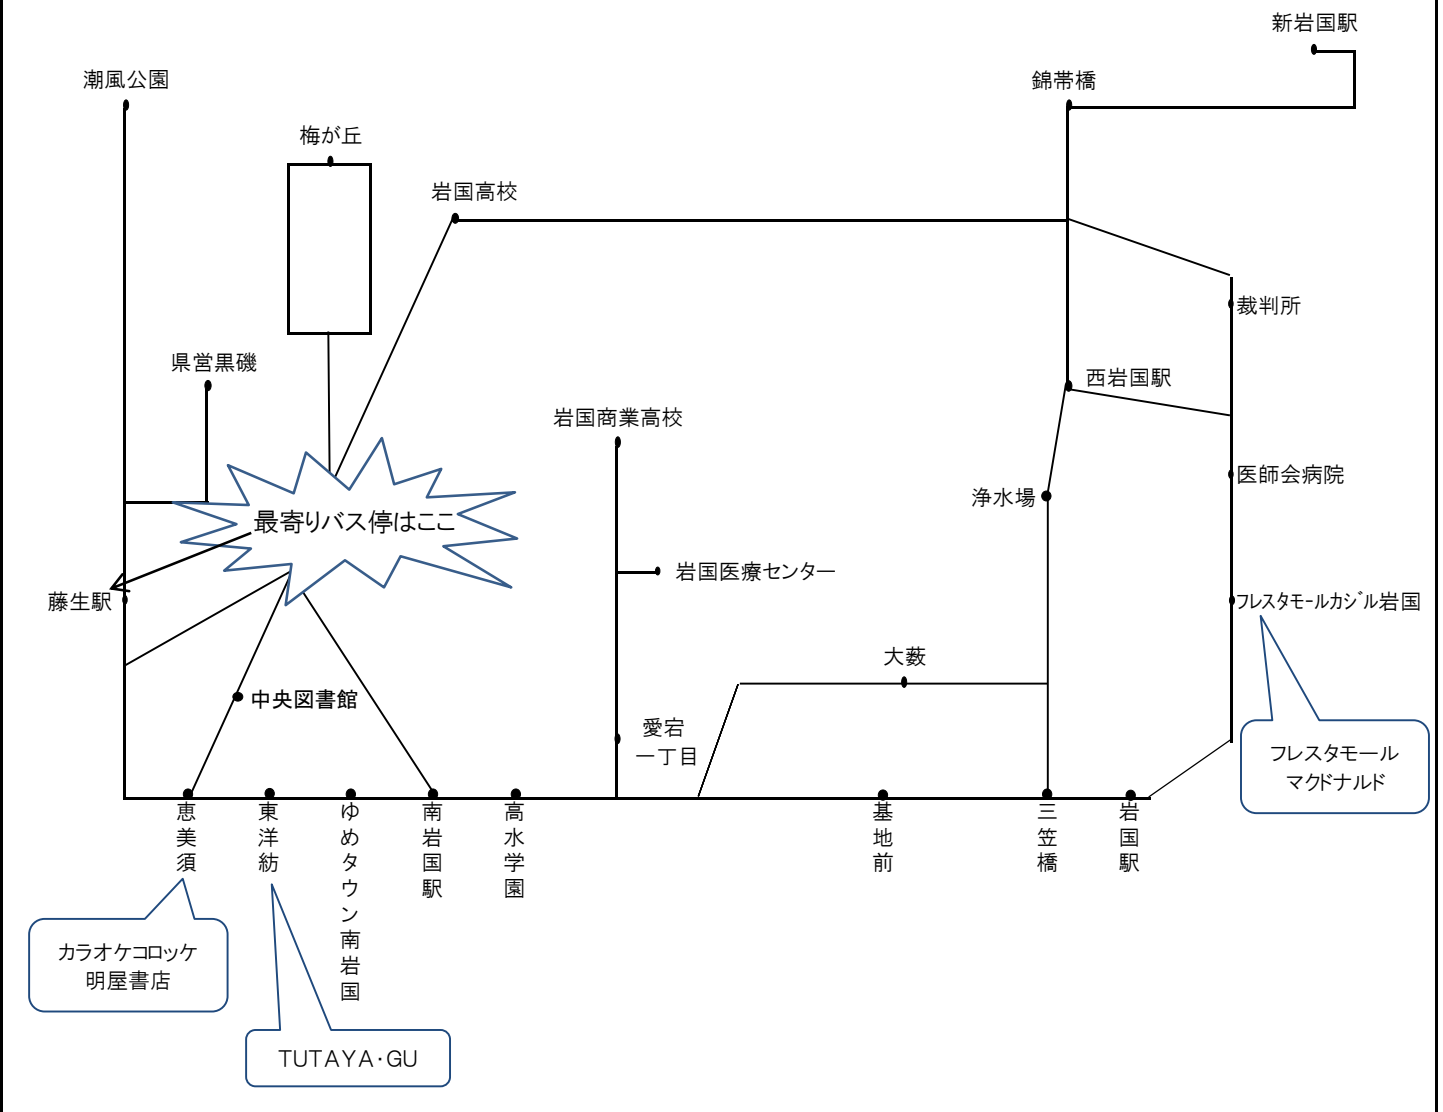 新岩国駅
潮風公園
錦帯橋
梅が丘
岩国高校
裁判所
県営黒磯
西岩国駅
岩国商業高校
医師会病院
浄水場
最寄りバス停はここ
岩国医療センター
藤生駅
フレスタモールカジル岩国
大薮
中央図書館
愛宕
一丁目
フレスタモール
マクドナルド
恵美須
東洋紡
ゆめタウン南岩国
南岩国駅
高水学園
基地前
三笠橋
岩国駅
カラオケコロッケ
明屋書店
TUTAYA・GU